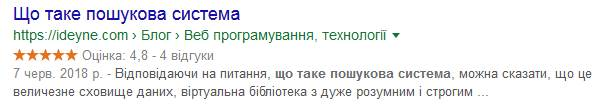 Що таке пошукова система
https://ideyne.com › Блог › Веб програмування, технології
Оцінка: 4,8 - 4 відгуки
7 черв. 2018 р. - Відповідаючи на питання, що таке пошукова система, можна сказати, що це
величезне сховище даних, віртуальна бібліотека з дуже розумним і строгим ...